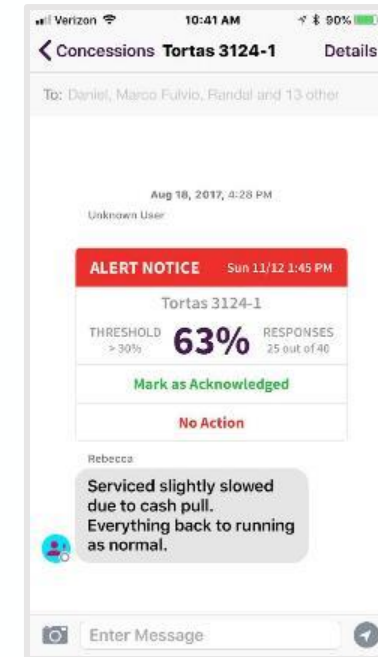 Verizon 10:41 AM 90%
Concessions Tortas 3124-1 Details
To: Daniel, Marco Fulvio, Randal and 13 other
Aug 18, 2017, 4:28 PM
Unknown User
ALERT NOTICE Sun 11/12 1:45 PM
Tortas 3124-1
THRESHOLD 63% RESPONSES
> 30% 25 out of 40
Mark as Acknowledged
No Action
Rebecca
Serviced slightly slowed
due to cash pull.
Everything back to running
as normal.
Enter Message